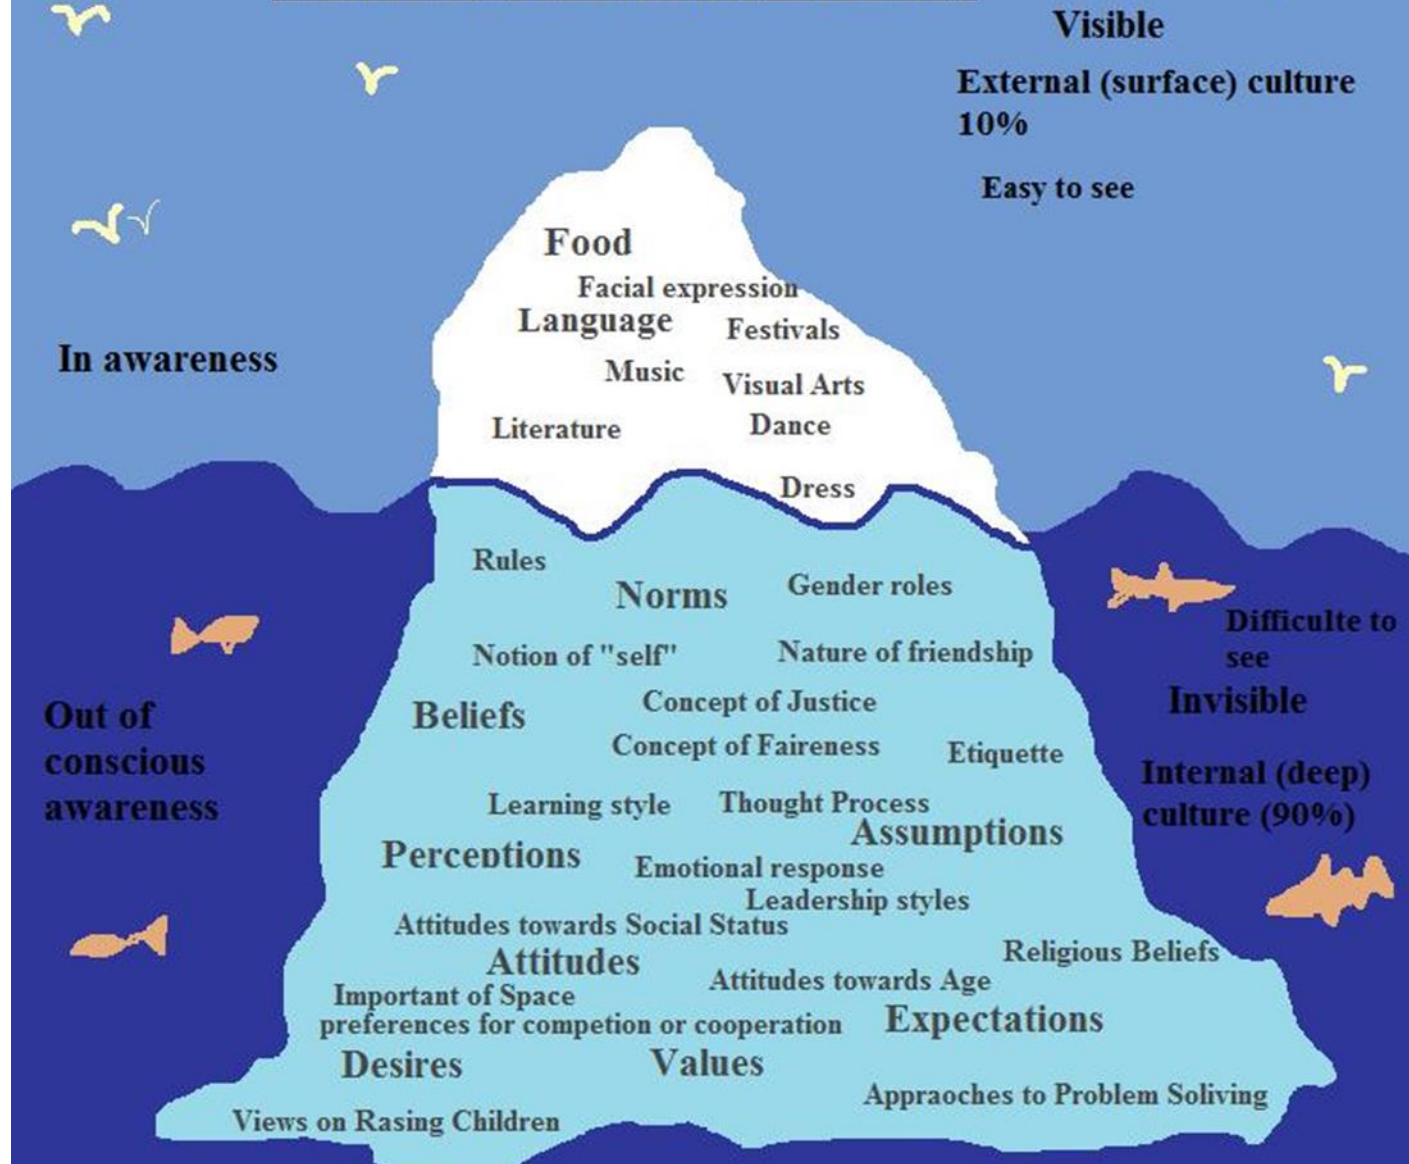 Visible
External (surface) culture
10%
Easy to see
Food
Facial expression
Language
Festivals
In awareness
Music
Visual Arts
Literature
Dance
Dress
Rules
Norms
Gender roles
Difficulte to
see
Notion of "self"
Nature of friendship
Invisible
Out of
conscious
awareness
Beliefs
Concept of Justice
Concept of Faireness
Etiquette
Internal (deep)
culture (90%)
Learning style
Thought Process
Assumptions
Perceptions
Emotional response
Leadership styles
Attitudes towards Social Status
Attitudes
Religious Beliefs
Attitudes towards Age
Important of Space
preferences for competion or cooperation
Expectations
Desires
Values
Appraoches to Problem Soliving
Views on Rasing Children